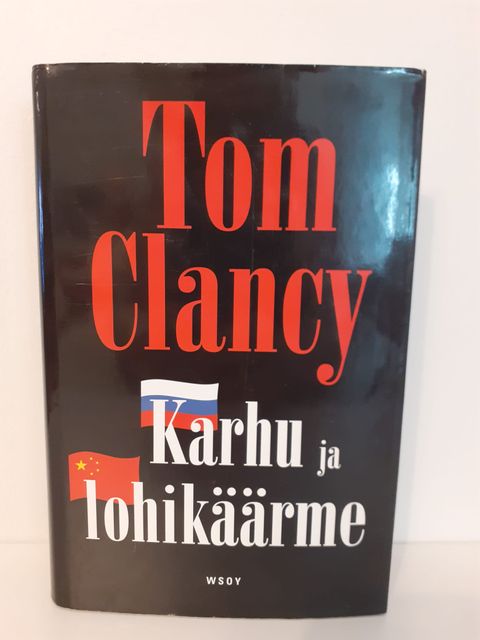 Tom
Clancy
Karhu ja
lohikäärme
WSOY